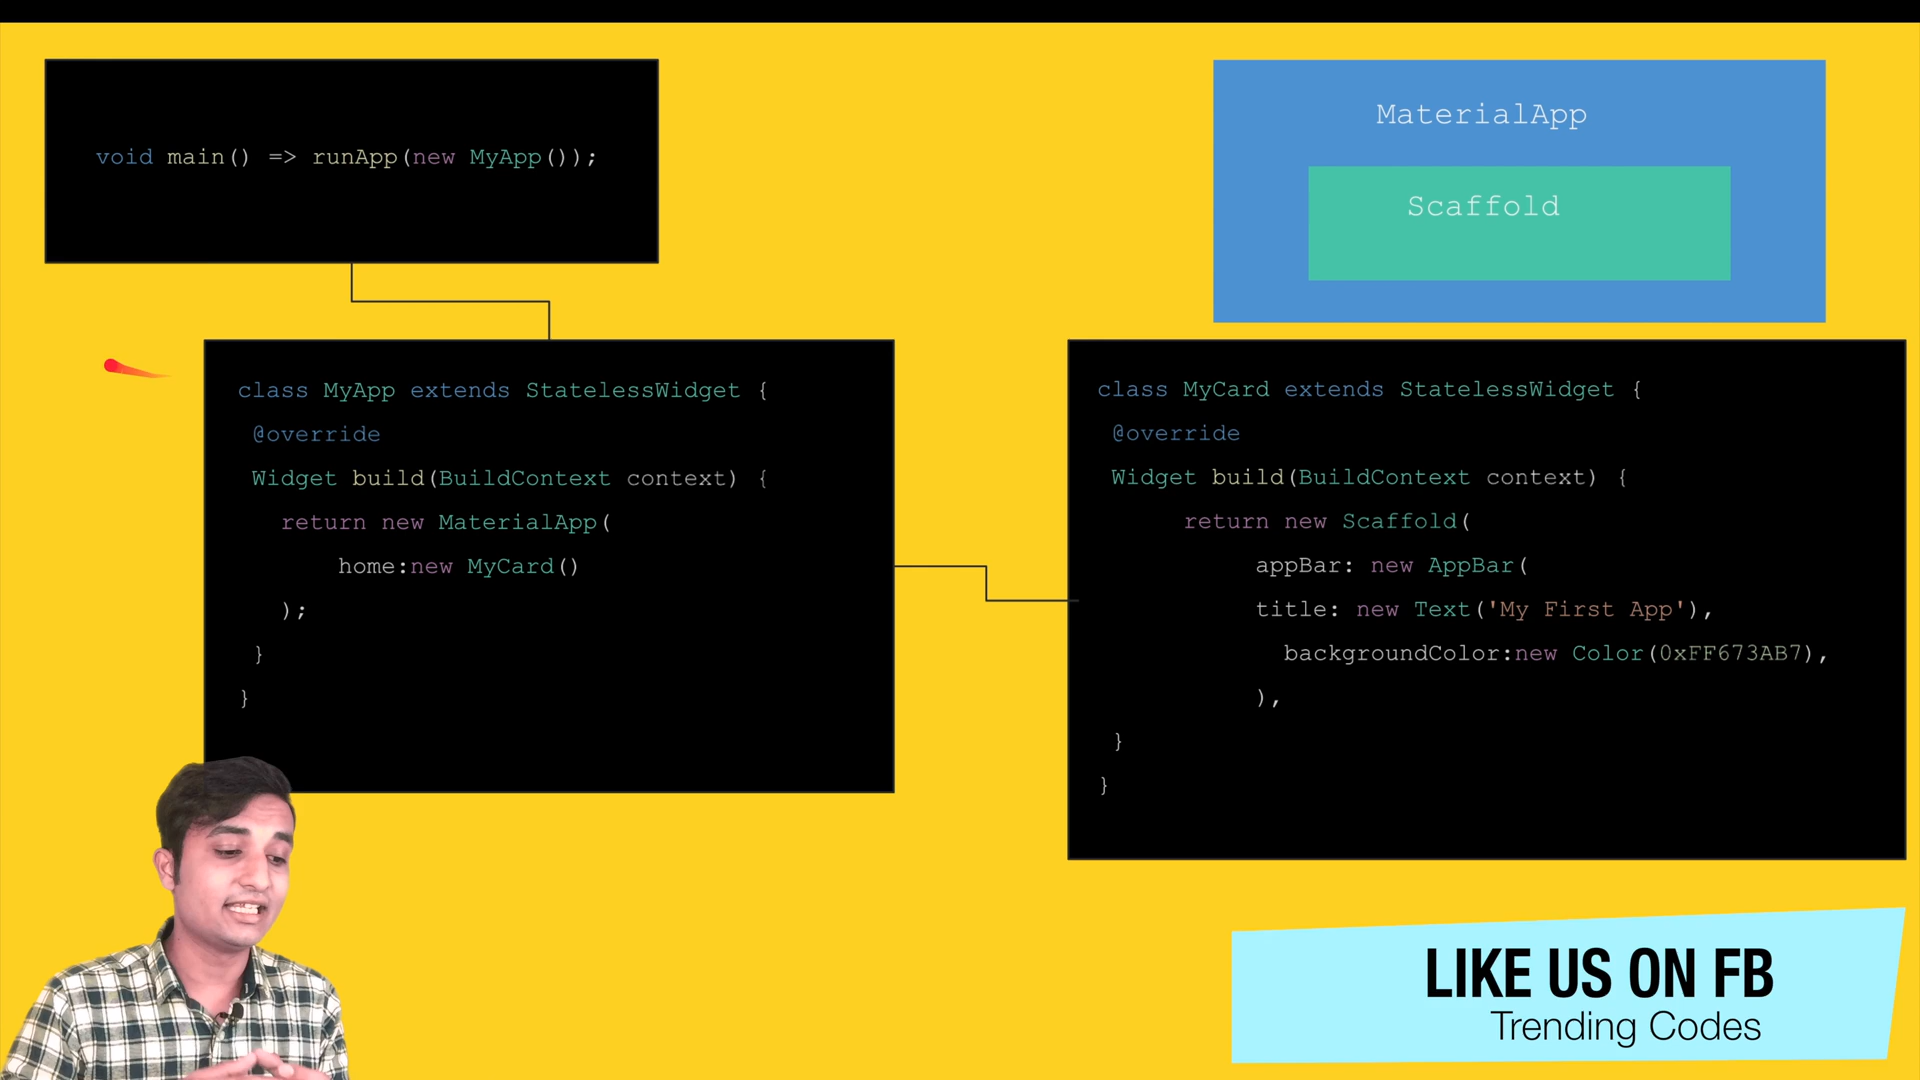 void main() => runApp(new MyApp());
MaterialApp
Scaffold
class MyApp extends StatelessWidget {
@override
Widget build(BuildContext context) {
return new MaterialApp(
home:new MyCard()
);
}
}
class MyCard extends StatelessWidget {
@override
Widget build(BuildContext context) {
return new Scaffold(
appBar: new AppBar(
title: new Text('My First App'),
backgroundColor:new Color(0xFF673AB7),
),
}
}
LIKE US ON FB
Trending Codes